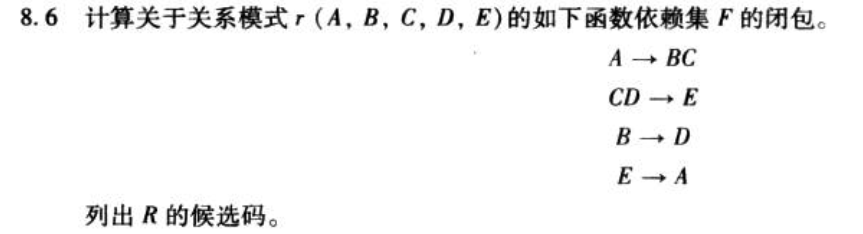 8.6 计算关于关系模式 r (A, B, C, D, E)的如下函数依赖集 F 的闭包。
A → BC
CD → E
B → D
E → A
列出 R 的候选码。